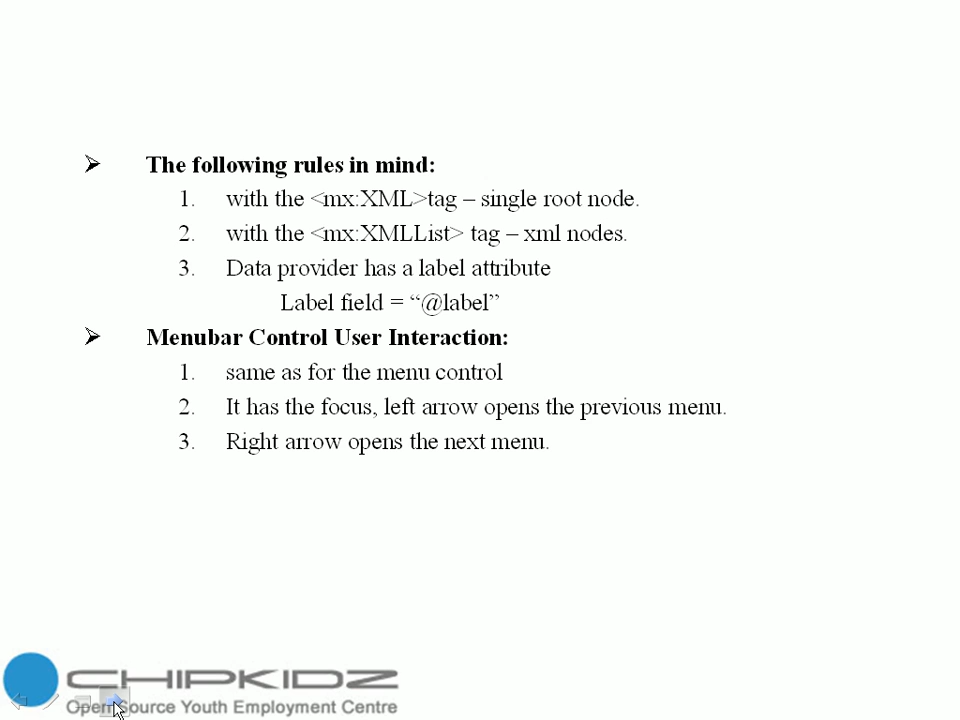 The following rules in mind:
1. with the <mx:XML>tag – single root node.
2. with the <mx:XMLList> tag – xml nodes.
3. Data provider has a label attribute
Label field = “@label”
Menubar Control User Interaction:
1. same as for the menu control
2. It has the focus, left arrow opens the previous menu.
3. Right arrow opens the next menu.
CHIPKIDZ
Open Source Youth Employment Centre